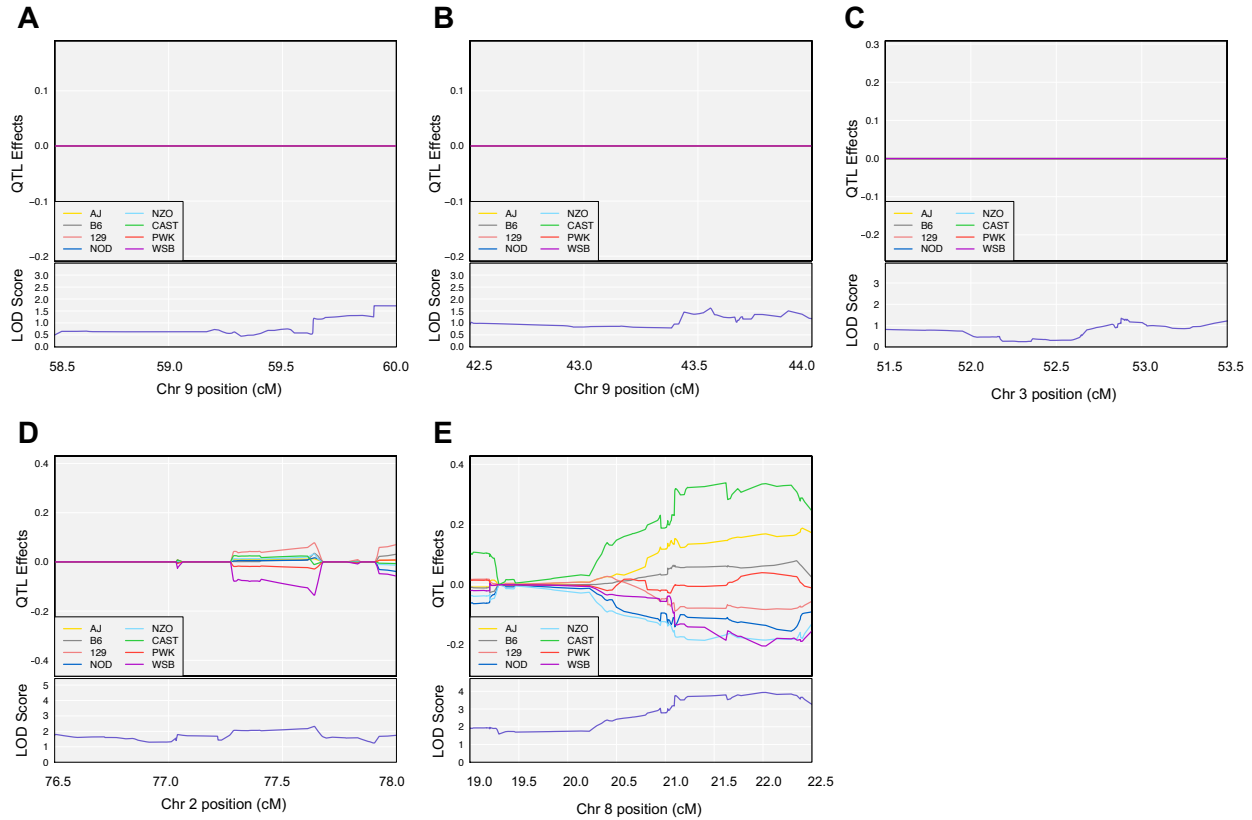 A
QTL Effects
0.1
0.0
−0.1
−0.2
AJ NZO
B6 CAST
129 PWK
NOD WSB
LOD Score
3.0
2.5
2.0
1.5
1.0
0.5
0.0
58.5 59.0 59.5 60.0
Chr 9 position (cM)
B
QTL Effects
0.1
0.0
−0.1
−0.2
AJ NZO
B6 CAST
129 PWK
NOD WSB
LOD Score
3.0
2.5
2.0
1.5
1.0
0.5
0.0
42.5 43.0 43.5 44.0
Chr 9 position (cM)
C
QTL Effects
0.3
0.2
0.1
0.0
−0.1
−0.2
AJ NZO
B6 CAST
129 PWK
NOD WSB
LOD Score
3
2
1
0
51.5 52.0 52.5 53.0 53.5
Chr 3 position (cM)
D
QTL Effects
0.4
0.2
0.0
−0.2
−0.4
AJ NZO
B6 CAST
129 PWK
NOD WSB
LOD Score
5
4
3
2
1
0
76.5 77.0 77.5 78.0
Chr 2 position (cM)
E
QTL Effects
0.4
0.2
0.0
−0.2
AJ NZO
B6 CAST
129 PWK
NOD WSB
LOD Score
4
3
2
1
0
19.0 19.5 20.0 20.5 21.0 21.5 22.0 22.5
Chr 8 position (cM)